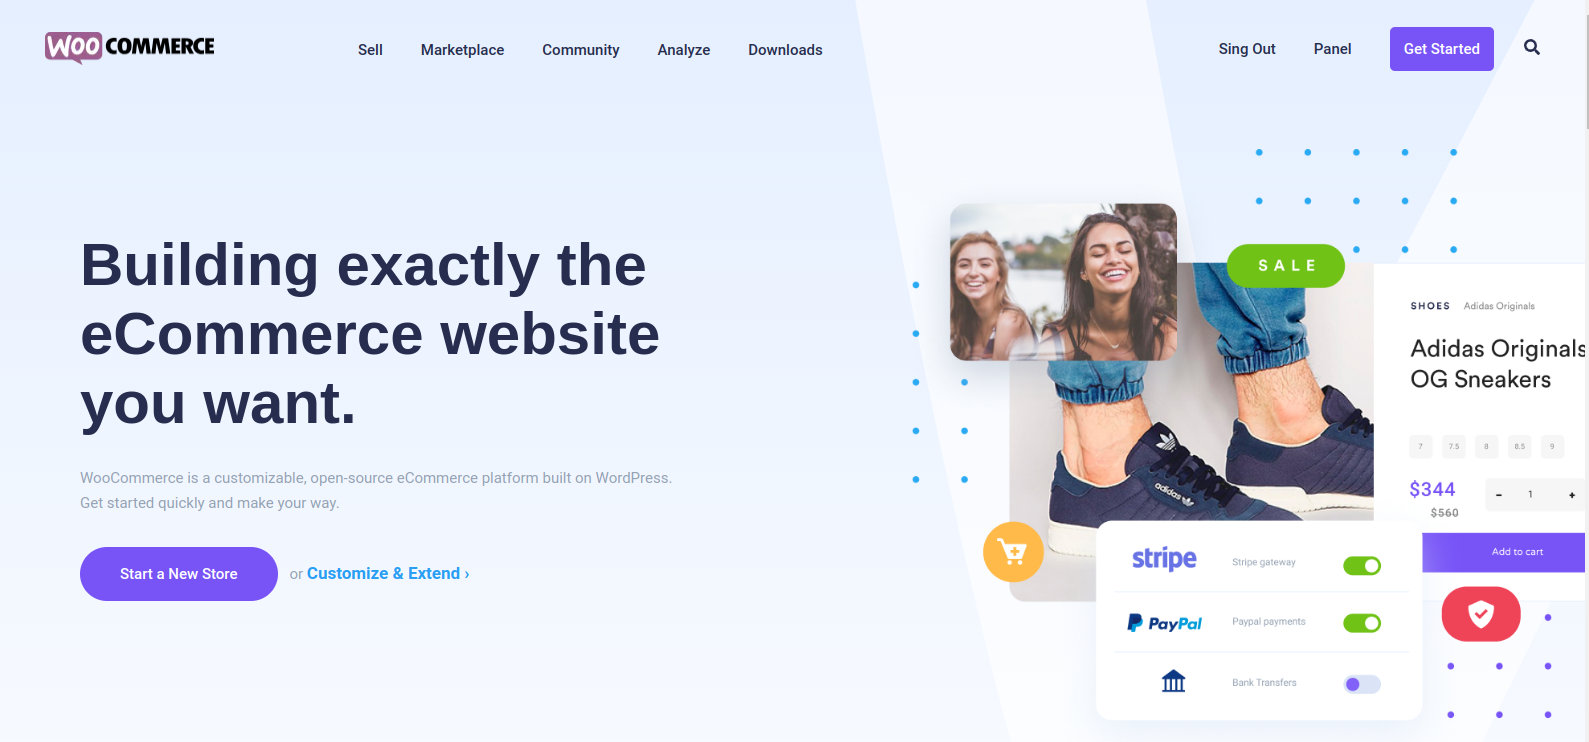 WOO COMMERCE
Sell Marketplace Community Analyze Downloads
Sing Out Panel Get Started
Building exactly the
eCommerce website
you want.
WooCommerce is a customizable, open-source eCommerce platform built on WordPress.
Get started quickly and make your way.
Start a New Store or Customize & Extend ›
SALE
SHOES Adidas Originals
Adidas Originals
OG Sneakers
7 7.5 8 8.5 9
$344 - 1 +
$560
Add to cart
adidas
stripe Stripe gateway
PayPal Paypal payments
Bank Transfers